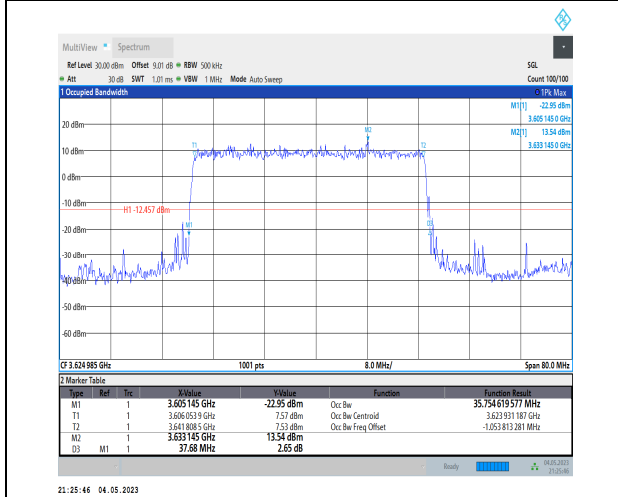 MultiView Spectrum
Ref Level 30.00 dBm Offset 9.01 dB RBW 500 kHz SGL
Att 30 dB SWT 1.01 ms VBW 1 MHz Mode Auto Sweep Count 100/100
1 Occupied Bandwidth 1Pk Max
M1[1] -22.95 dBm
3.605 145 0 GHz
M2[1] 13.54 dBm
3.633 145 0 GHz
20 dBm
M2
T1 T2
10 dBm
0 dBm
-10 dBm
H1 -12.457 dBm
M1 D3
-20 dBm
-30 dBm
-40 dBm
-50 dBm
-60 dBm
CF 3.624 985 GHz 1001 pts 8.0 MHz/ Span 80.0 MHz
2 Marker Table
Type Ref Trc X-Value Y-Value Function Function Result
M1 1 3.605 145 GHz -22.95 dBm Occ Bw 35.754 619 577 MHz
T1 1 3.606 053 9 GHz 7.57 dBm Occ Bw Centroid 3.623 931 187 GHz
T2 1 3.641 808 5 GHz 7.53 dBm Occ Bw Freq Offset -1.053 813 281 MHz
M2 1 3.633 145 GHz 13.54 dBm
D3 M1 1 37.68 MHz 2.65 dB
Ready 04.05.2023
21:25:46
21:25:46 04.05.2023